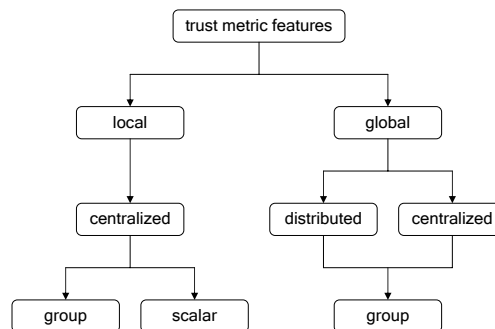 trust metric features
local
global
centralized
distributed
centralized
group
scalar
group